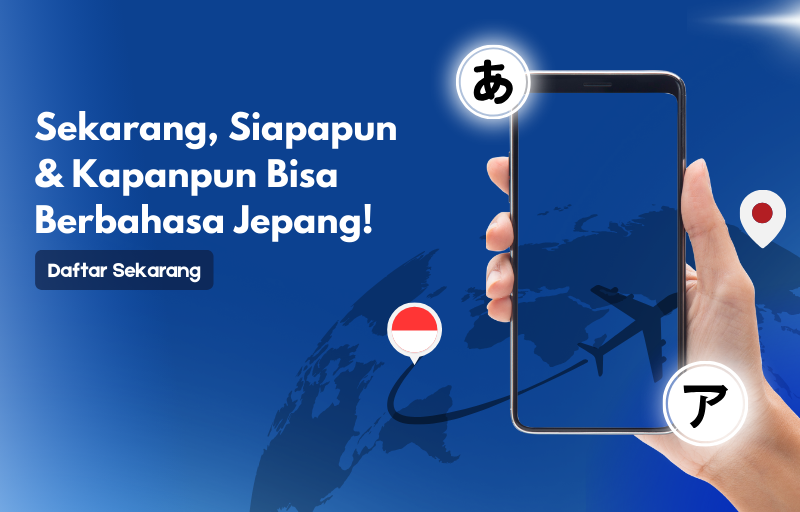 あ
Sekarang, Siapapun
& Kapanpun Bisa
Berbahasa Jepang!
Daftar Sekarang
ア